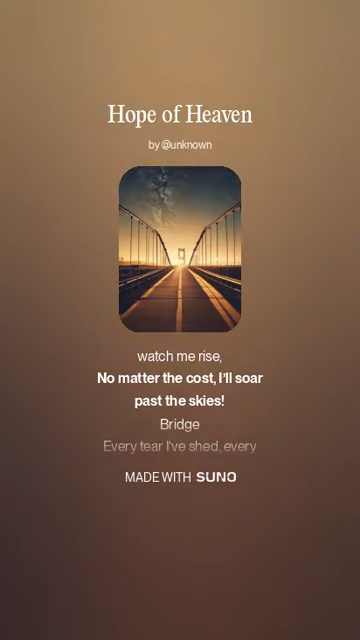 Hope of Heaven
by @unknown
watch me rise,
No matter the cost, I'll soar
past the skies!
Bridge
Every tear I've shed, every
MADE WITH SUNO